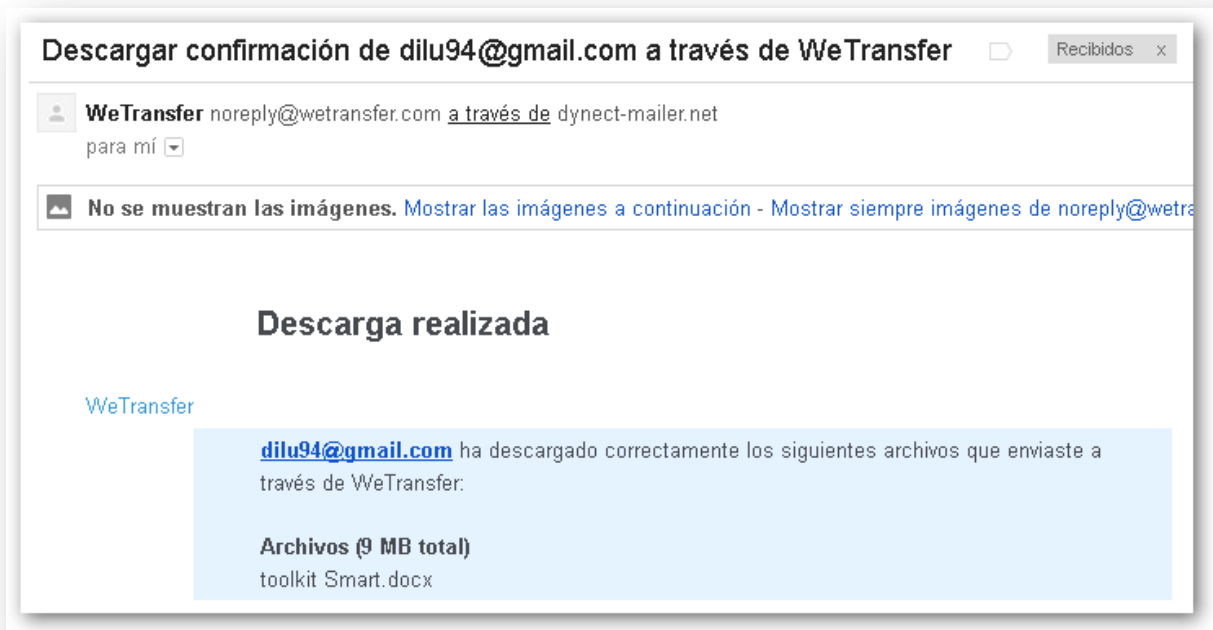 Descargar confirmación de dilu94@gmail.com a través de WeTransfer Recibidos x
WeTransfer noreply@wetransfer.com a través de dynect-mailer.net
para mí
No se muestran las imágenes. Mostrar las imágenes a continuación - Mostrar siempre imágenes de noreply@wetra
Descarga realizada
WeTransfer
dilu94@gmail.com ha descargado correctamente los siguientes archivos que enviaste a
través de WeTransfer:
Archivos (9 MB total)
toolkit Smart.docx